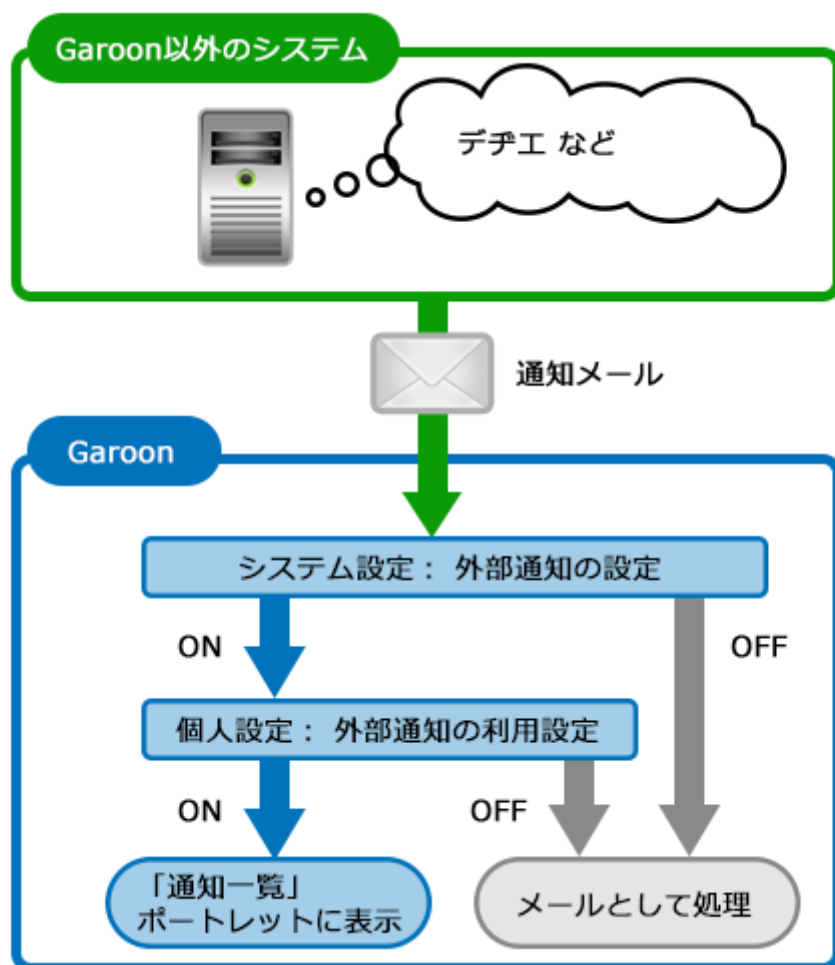 Garoon以外のシステム
デヂエ など
通知メール
Garoon
システム設定： 外部通知の設定
ON
OFF
個人設定： 外部通知の利用設定
ON
OFF
「通知一覧」
ポートレットに表示
メールとして処理